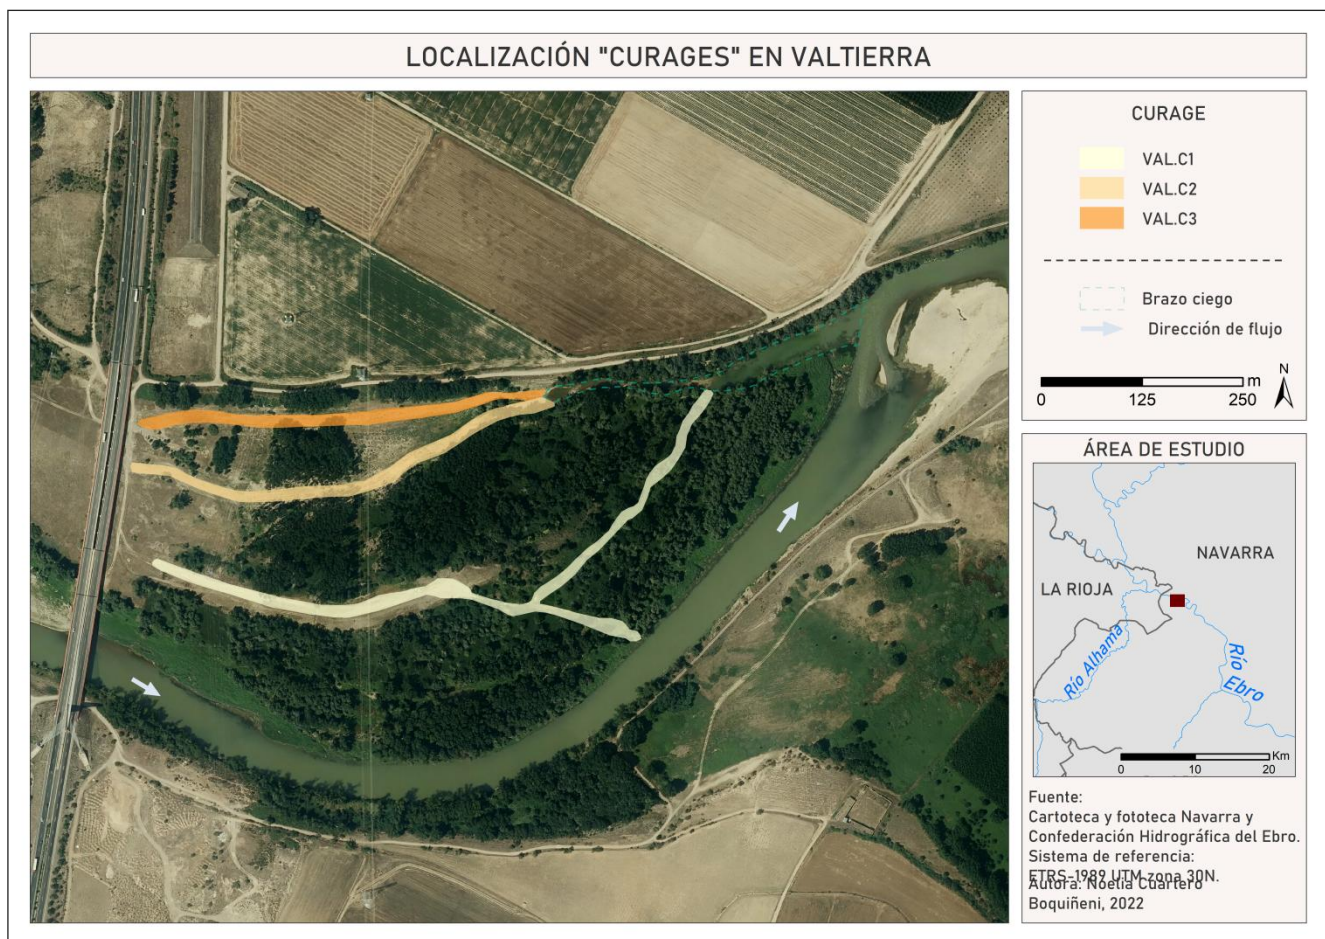 LOCALIZACIÓN "CURAGES" EN VALTIERRA
CURAGE
VAL.C1
VAL.C2
VAL.C3
Brazo ciego
Dirección de flujo
N
m
0 125 250
ÁREA DE ESTUDIO
NAVARRA
LA RIOJA
Río Alhama
Río Ebro
Km
0 10 20
Fuente:
Cartoteca y fototeca Navarra y
Confederación Hidrográfica del Ebro.
Sistema de referencia:
ETRS-1989 UTM zona 30N.
Autora: Noelia Cuartero
Boquiñeni, 2022